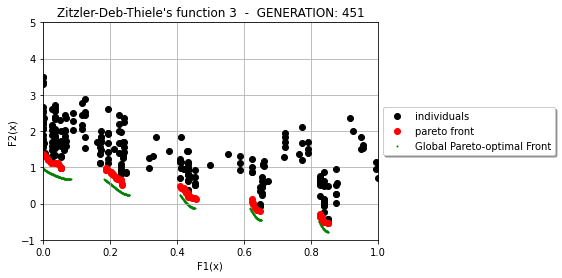 Zitzler-Deb-Thiele's function 3 - GENERATION: 451
5
4
3
2
1
0
−1
F2(x)
0.0 0.2 0.4 0.6 0.8 1.0
F1(x)
individuals
pareto front
Global Pareto-optimal Front